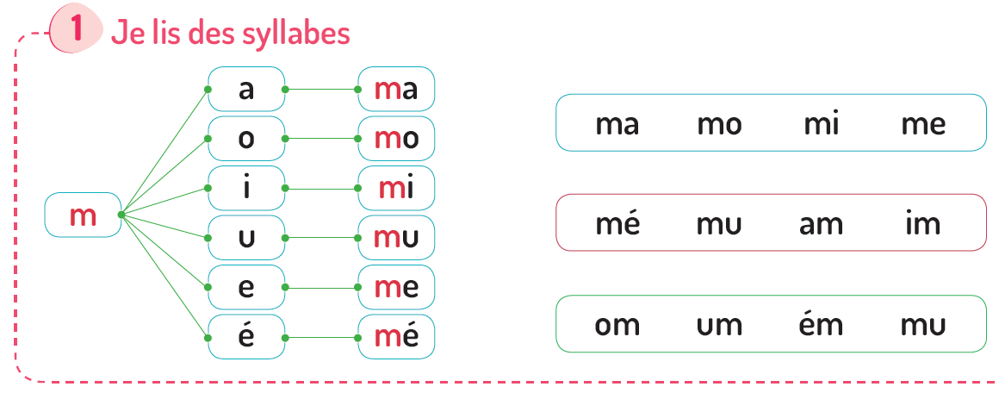 1 Je lis des syllabes
m
a ma
o mo
i mi
u mu
e me
é mé
ma mo mi me
mé mu am im
om um ém mu